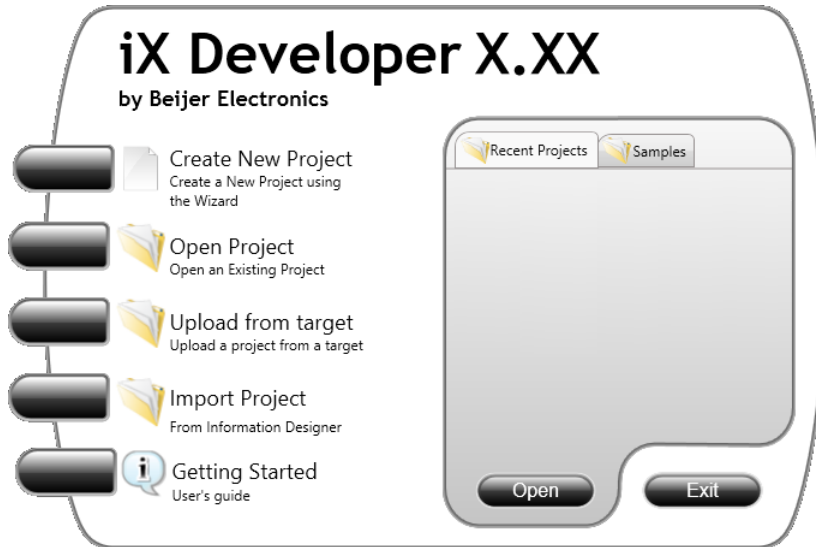 iX Developer X.XX
by Beijer Electronics
Create New Project
Create a New Project using
the Wizard
Open Project
Open an Existing Project
Upload from target
Upload a project from a target
Import Project
From Information Designer
Getting Started
User's guide
Recent Projects
Samples
Open
Exit